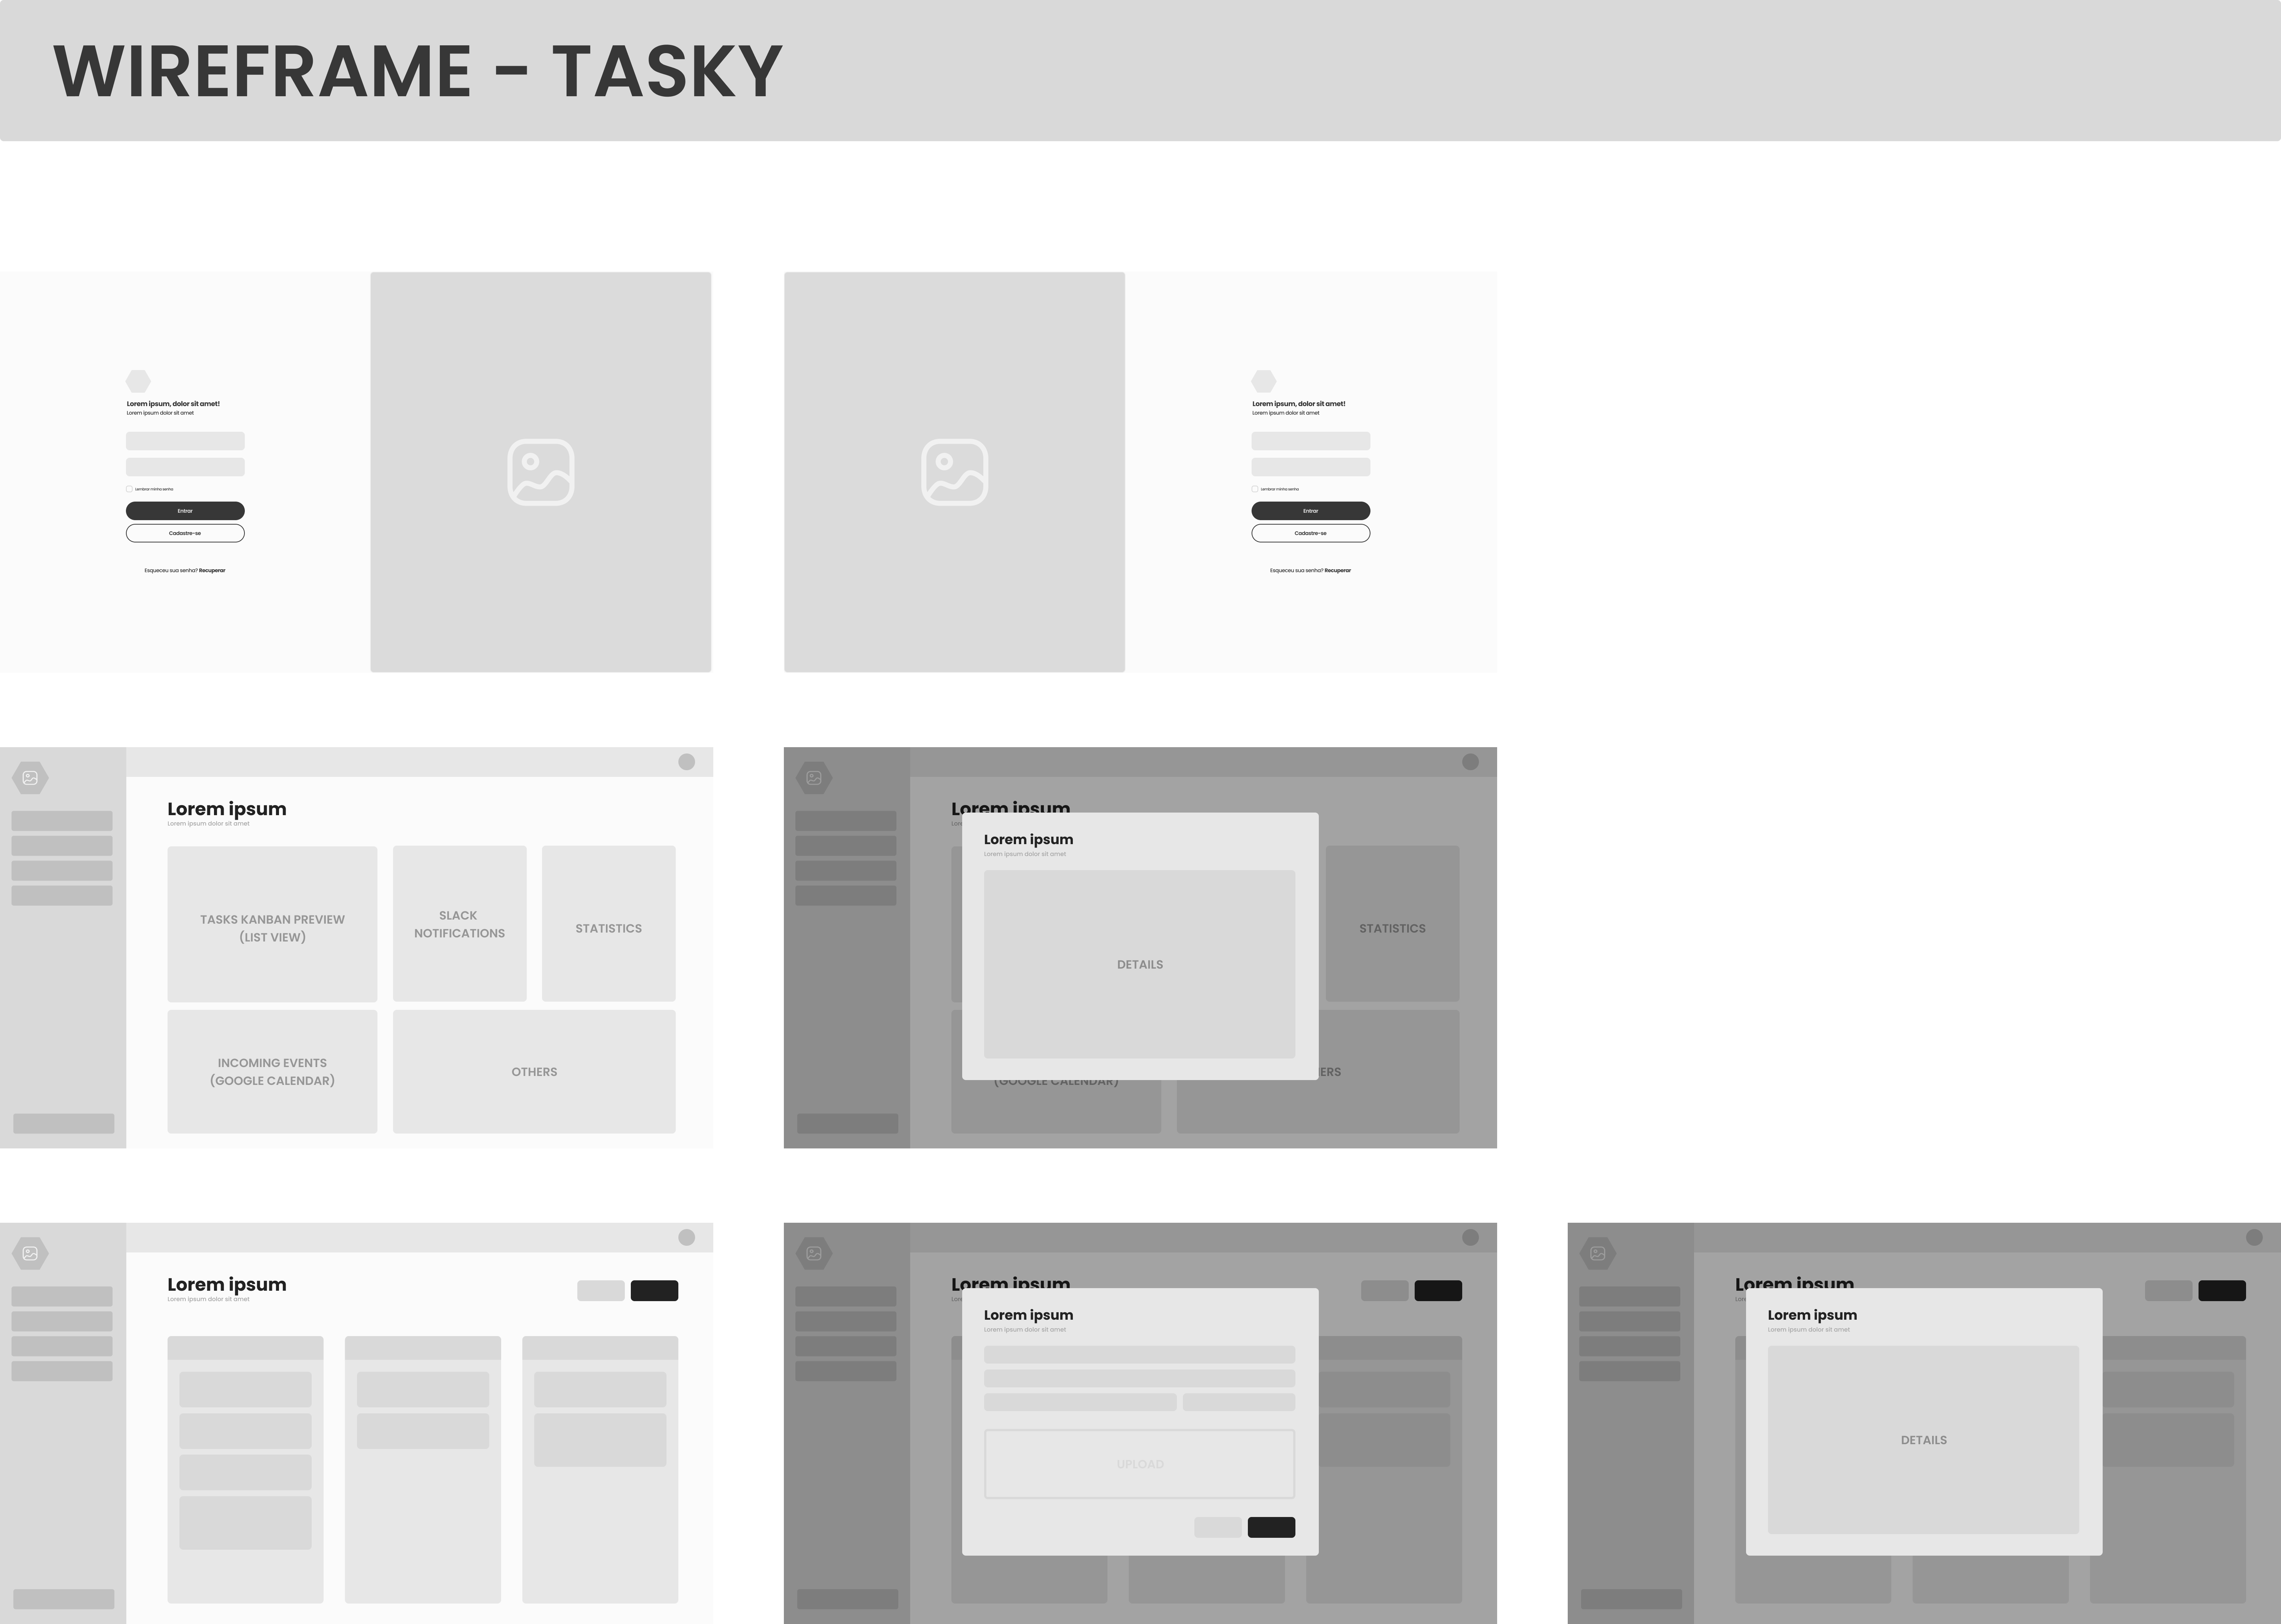 WIREFRAME - TASKY
Lorem ipsum, dolor sit amet!
Lorem ipsum dolor sit amet
Lembrar minha senha
Entrar
Cadastre-se
Esqueceu sua senha? Recuperar
Lorem ipsum, dolor sit amet!
Lorem ipsum dolor sit amet
Lembrar minha senha
Entrar
Cadastre-se
Esqueceu sua senha? Recuperar
Lorem ipsum
Lorem ipsum dolor sit amet
TASKS KANBAN PREVIEW
(LIST VIEW)
SLACK
NOTIFICATIONS
STATISTICS
INCOMING EVENTS
(GOOGLE CALENDAR)
OTHERS
Lorem ipsum
Lorem ipsum
Lorem ipsum dolor sit amet
DETAILS
STATISTICS
(GOOGLE CALENDAR)
ERS
Lorem ipsum
Lorem ipsum dolor sit amet
Lorem ipsum
Lorem ipsum
Lorem ipsum dolor sit amet
UPLOAD
Lorem ipsum
Lorem ipsum
Lorem ipsum dolor sit amet
DETAILS